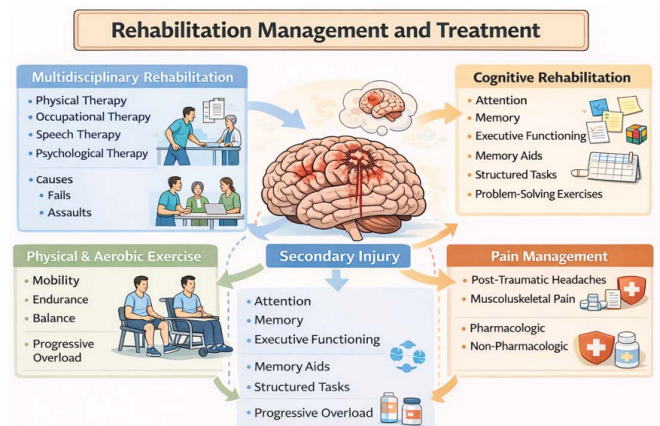 Rehabilitation Management and Treatment
Multidisciplinary Rehabilitation
• Physical Therapy
• Occupational Therapy
• Speech Therapy
• Psychological Therapy
• Causes
• Fails
• Assaults
Cognitive Rehabilitation
• Attention
• Memory
• Executive Functioning
• Memory Aids
• Structured Tasks
• Problem-Solving Exercises
Physical & Aerobic Exercise
• Mobility
• Endurance
• Balance
• Progressive
Overload
Secondary Injury
• Attention
• Memory
• Executive Functioning
• Memory Aids
• Structured Tasks
• Progressive Overload
Pain Management
• Post-Traumatic Headaches
• Muscoluskeletal Pain
• Pharmacologic
• Non-Pharmacologic